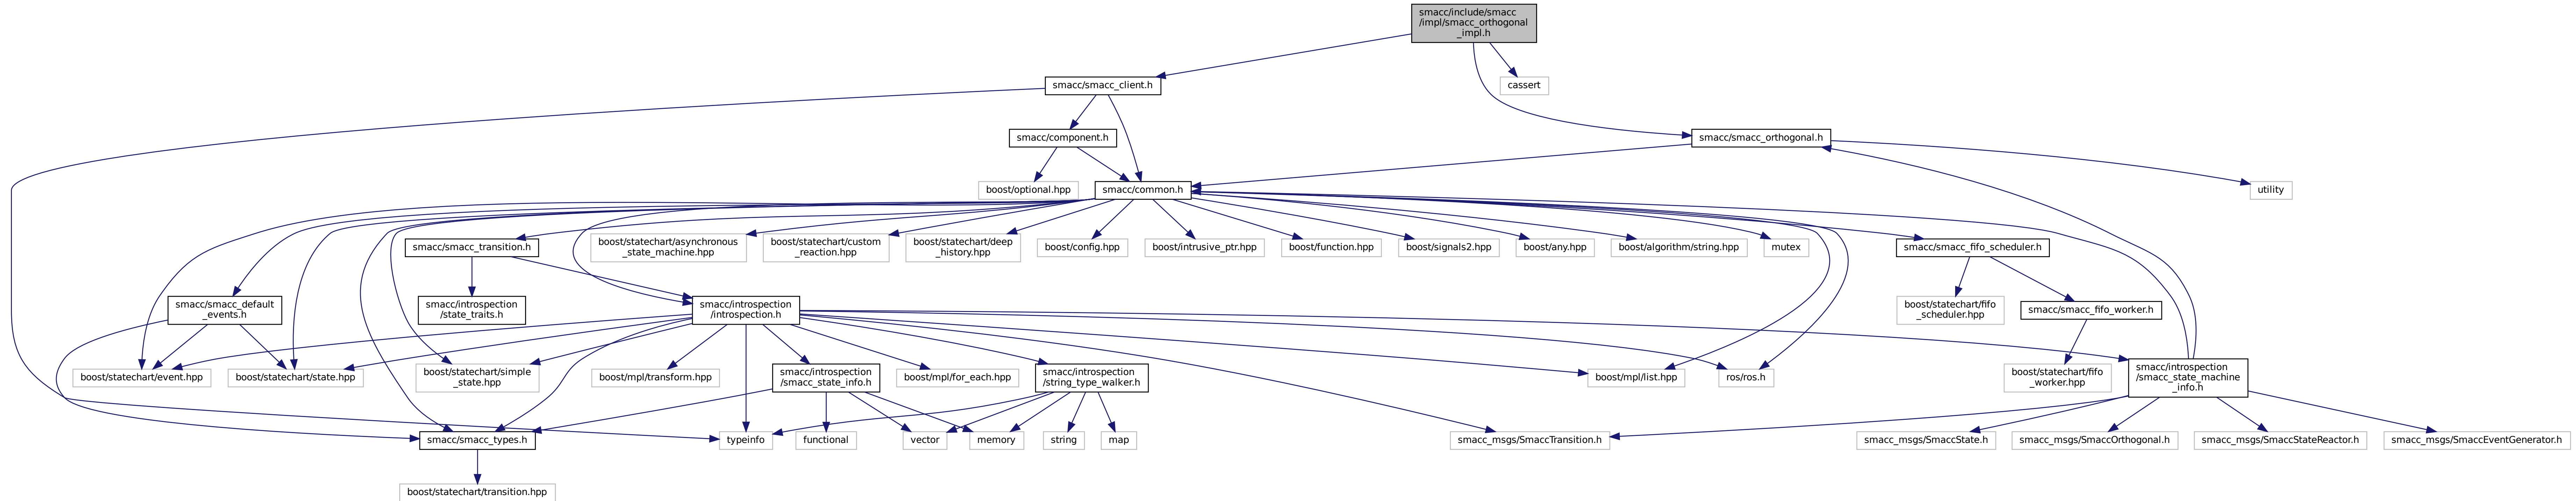 smacc/include/smacc
/impl/smacc_orthogonal
_impl.h
smacc/smacc_client.h
cassert
smacc/component.h
smacc/smacc_orthogonal.h
boost/optional.hpp
smacc/common.h
utility
smacc/smacc_transition.h
boost/statechart/asynchronous
_state_machine.hpp
boost/statechart/custom
_reaction.hpp
boost/statechart/deep
_history.hpp
boost/config.hpp
boost/intrusive_ptr.hpp
boost/function.hpp
boost/signals2.hpp
boost/any.hpp
boost/algorithm/string.hpp
mutex
smacc/smacc_fifo_scheduler.h
smacc/smacc_default
_events.h
smacc/introspection
/state_traits.h
smacc/introspection
/introspection.h
boost/statechart/fifo
_scheduler.hpp
smacc/smacc_fifo_worker.h
boost/statechart/event.hpp
boost/statechart/state.hpp
boost/statechart/simple
_state.hpp
boost/mpl/transform.hpp
smacc/introspection
/smacc_state_info.h
boost/mpl/for_each.hpp
smacc/introspection
/string_type_walker.h
boost/mpl/list.hpp
ros/ros.h
boost/statechart/fifo
_worker.hpp
smacc/introspection
/smacc_state_machine
_info.h
smacc/smacc_types.h
typeinfo
functional
vector
memory
string
map
smacc_msgs/SmaccTransition.h
smacc_msgs/SmaccState.h
smacc_msgs/SmaccOrthogonal.h
smacc_msgs/SmaccStateReactor.h
smacc_msgs/SmaccEventGenerator.h
boost/statechart/transition.hpp